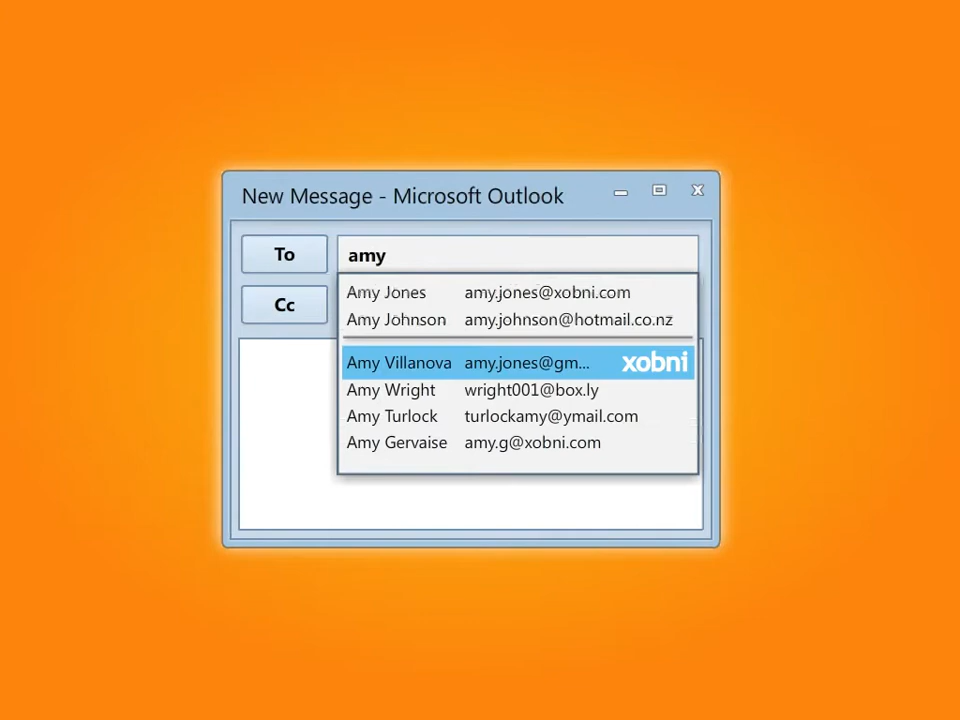 New Message - Microsoft Outlook
To amy
Amy Jones amy.jones@xobni.com
Cc
Amy Johnson amy.johnson@hotmail.co.nz
Amy Villanova amy.jones@gm... xobni
Amy Wright wright001@box.ly
Amy Turlock turlockamy@ymail.com
Amy Gervaise amy.g@xobni.com